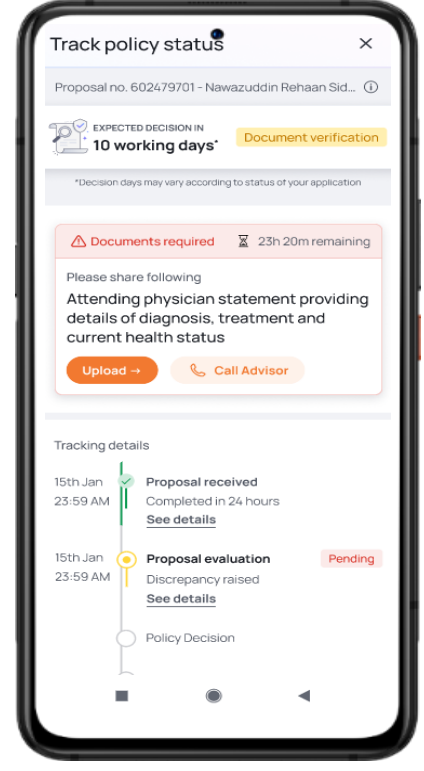 Track policy status
Proposal no. 602479701 - Nawazuddin Rehaan Sid...
EXPECTED DECISION IN
10 working days*
Document verification
*Decision days may vary according to status of your application
Documents required
23h 20m remaining
Please share following
Attending physician statement providing
details of diagnosis, treatment and
current health status
Upload →
Call Advisor
Tracking details
15th Jan
23:59 AM
Proposal received
Completed in 24 hours
See details
15th Jan
23:59 AM
Proposal evaluation
Pending
Discrepancy raised
See details
Policy Decision